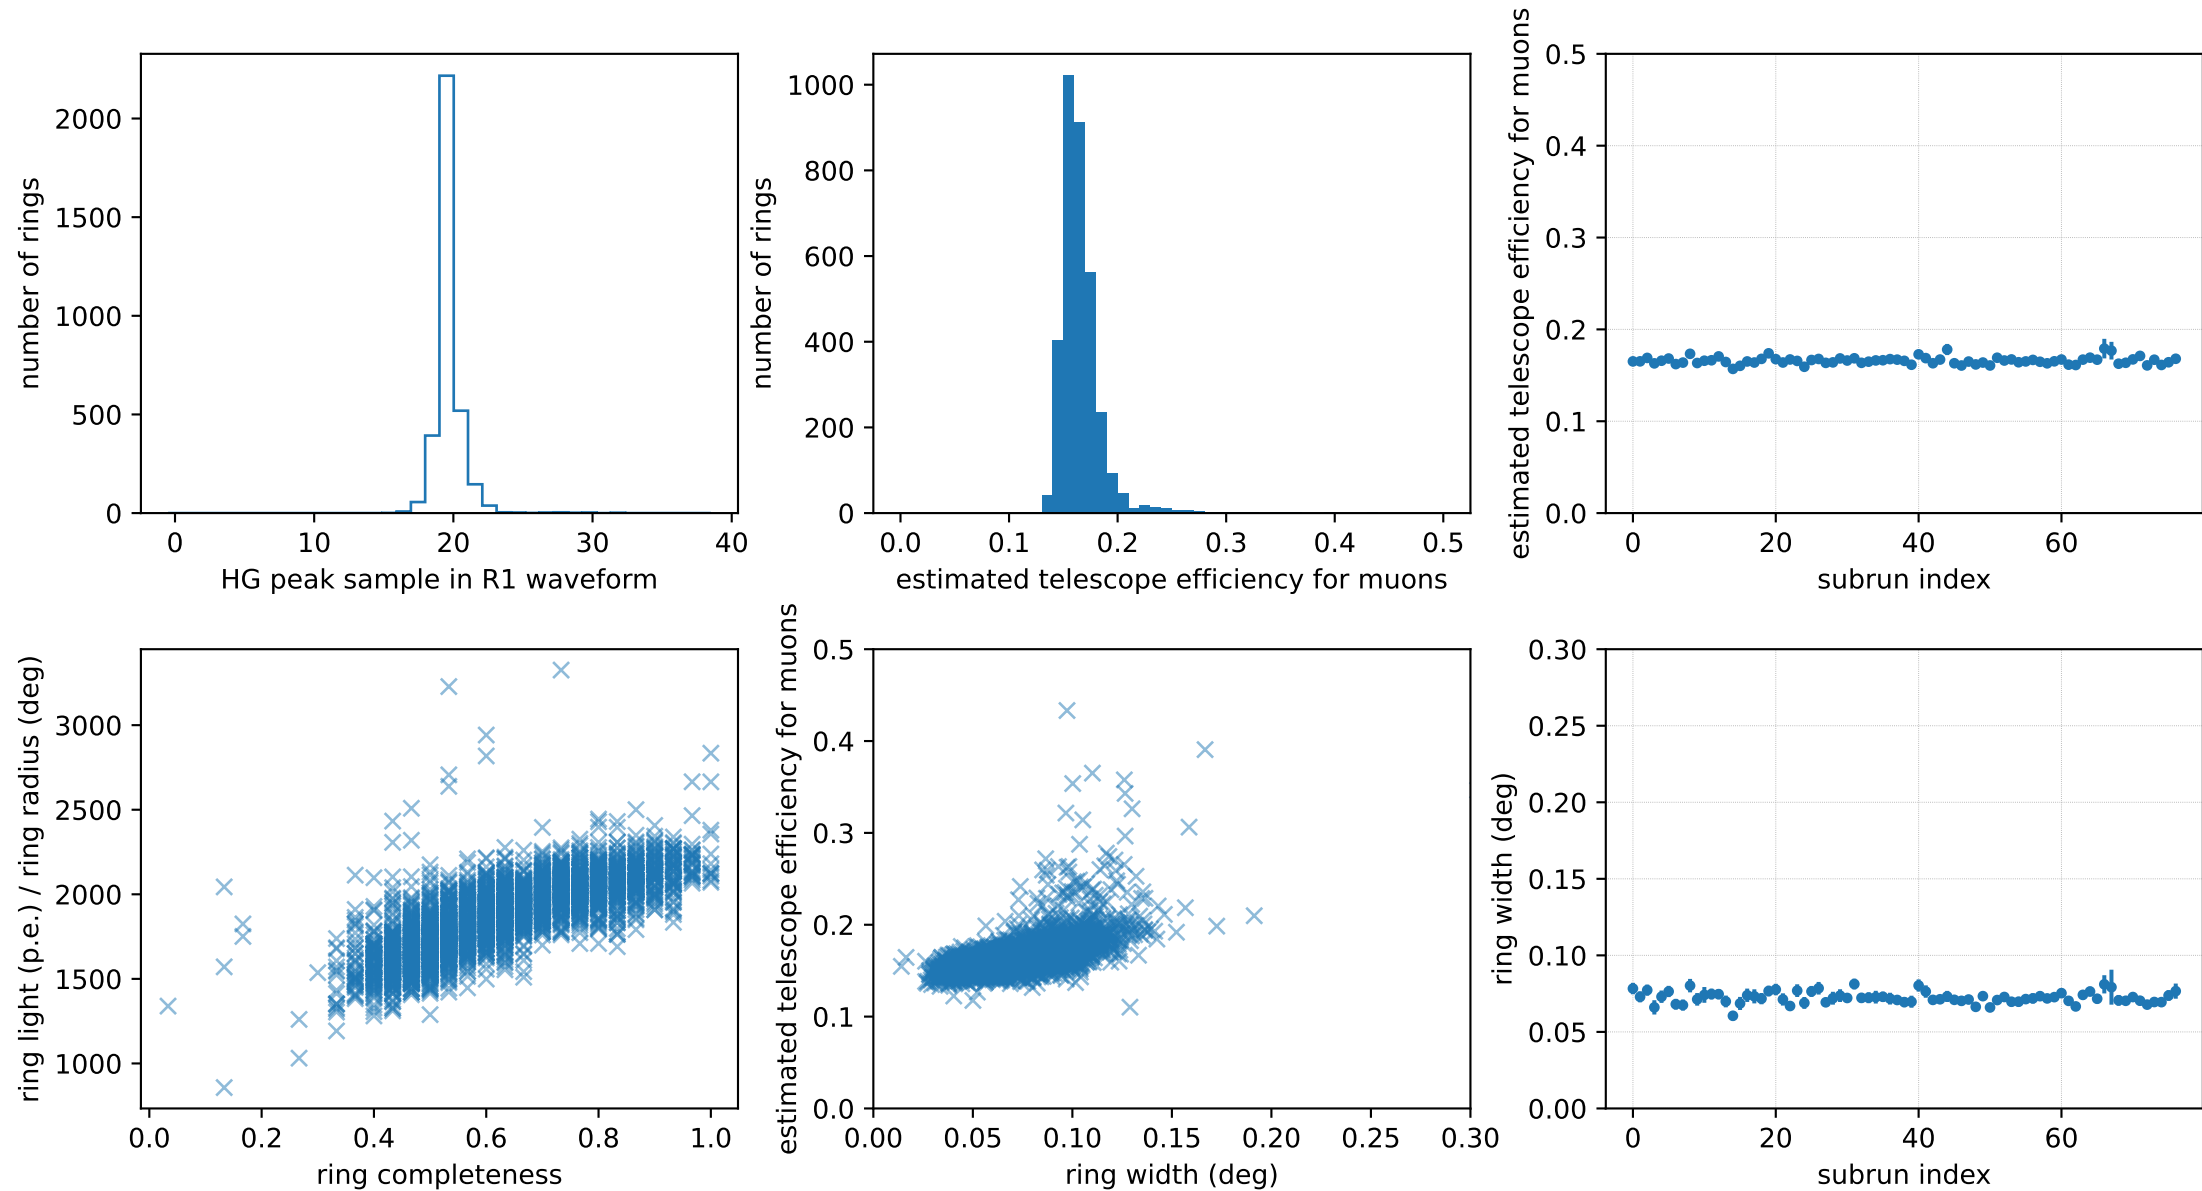 number of rings
2000
1500
1000
500
0
0 10 20 30 40
HG peak sample in R1 waveform
number of rings
1000
800
600
400
200
0
0.0 0.1 0.2 0.3 0.4 0.5
estimated telescope efficiency for muons
estimated telescope efficiency for muons
0.5
0.4
0.3
0.2
0.1
0.0
0 20 40 60
subrun index
ring light (p.e.) / ring radius (deg)
3000
2500
2000
1500
1000
0.0 0.2 0.4 0.6 0.8 1.0
ring completeness
estimated telescope efficiency for muons
0.5
0.4
0.3
0.2
0.1
0.0
0.00 0.05 0.10 0.15 0.20 0.25 0.30
ring width (deg)
ring width (deg)
0.30
0.25
0.20
0.15
0.10
0.05
0.00
0 20 40 60
subrun index